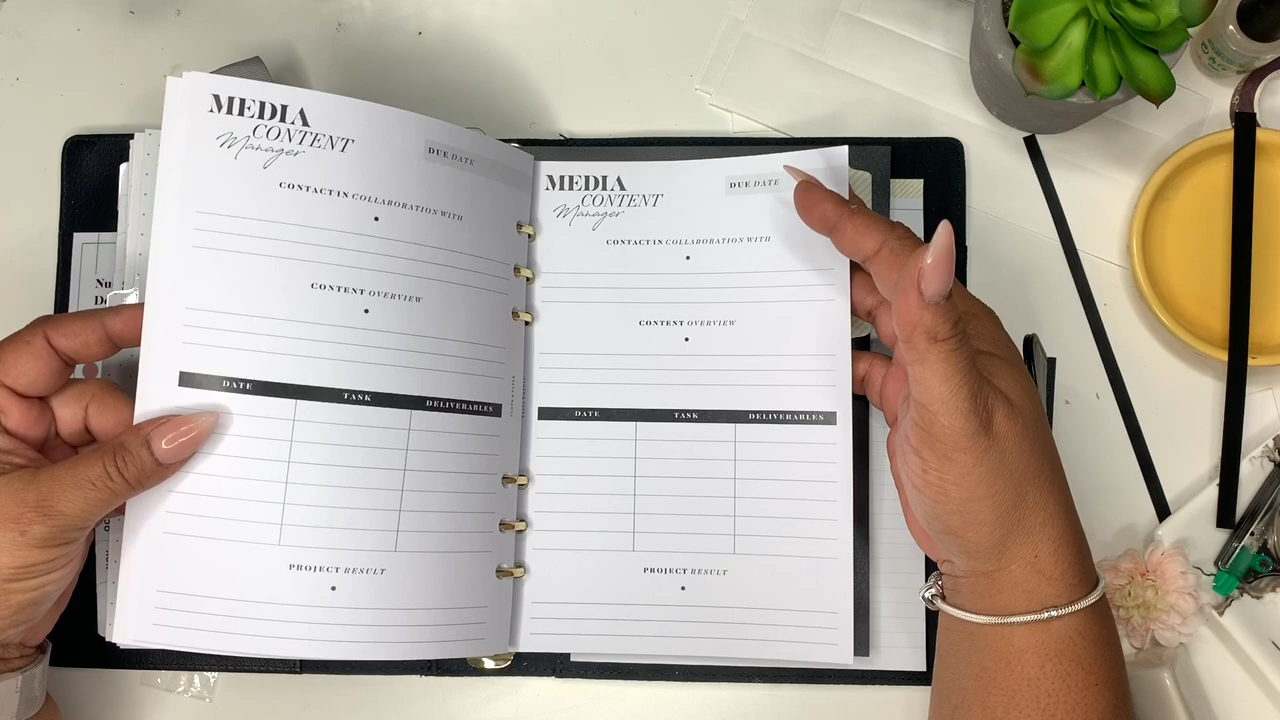 MEDIA
CONTENT
Manager
DUE DATE
CONTACT IN COLLABORATION WITH
CONTENT OVERVIEW
DATE TASK DELIVERABLES
PROJECT RESULT
MEDIA
CONTENT
Manager
DUE DATE
CONTACT IN COLLABORATION WITH
CONTENT OVERVIEW
DATE TASK DELIVERABLES
PROJECT RESULT